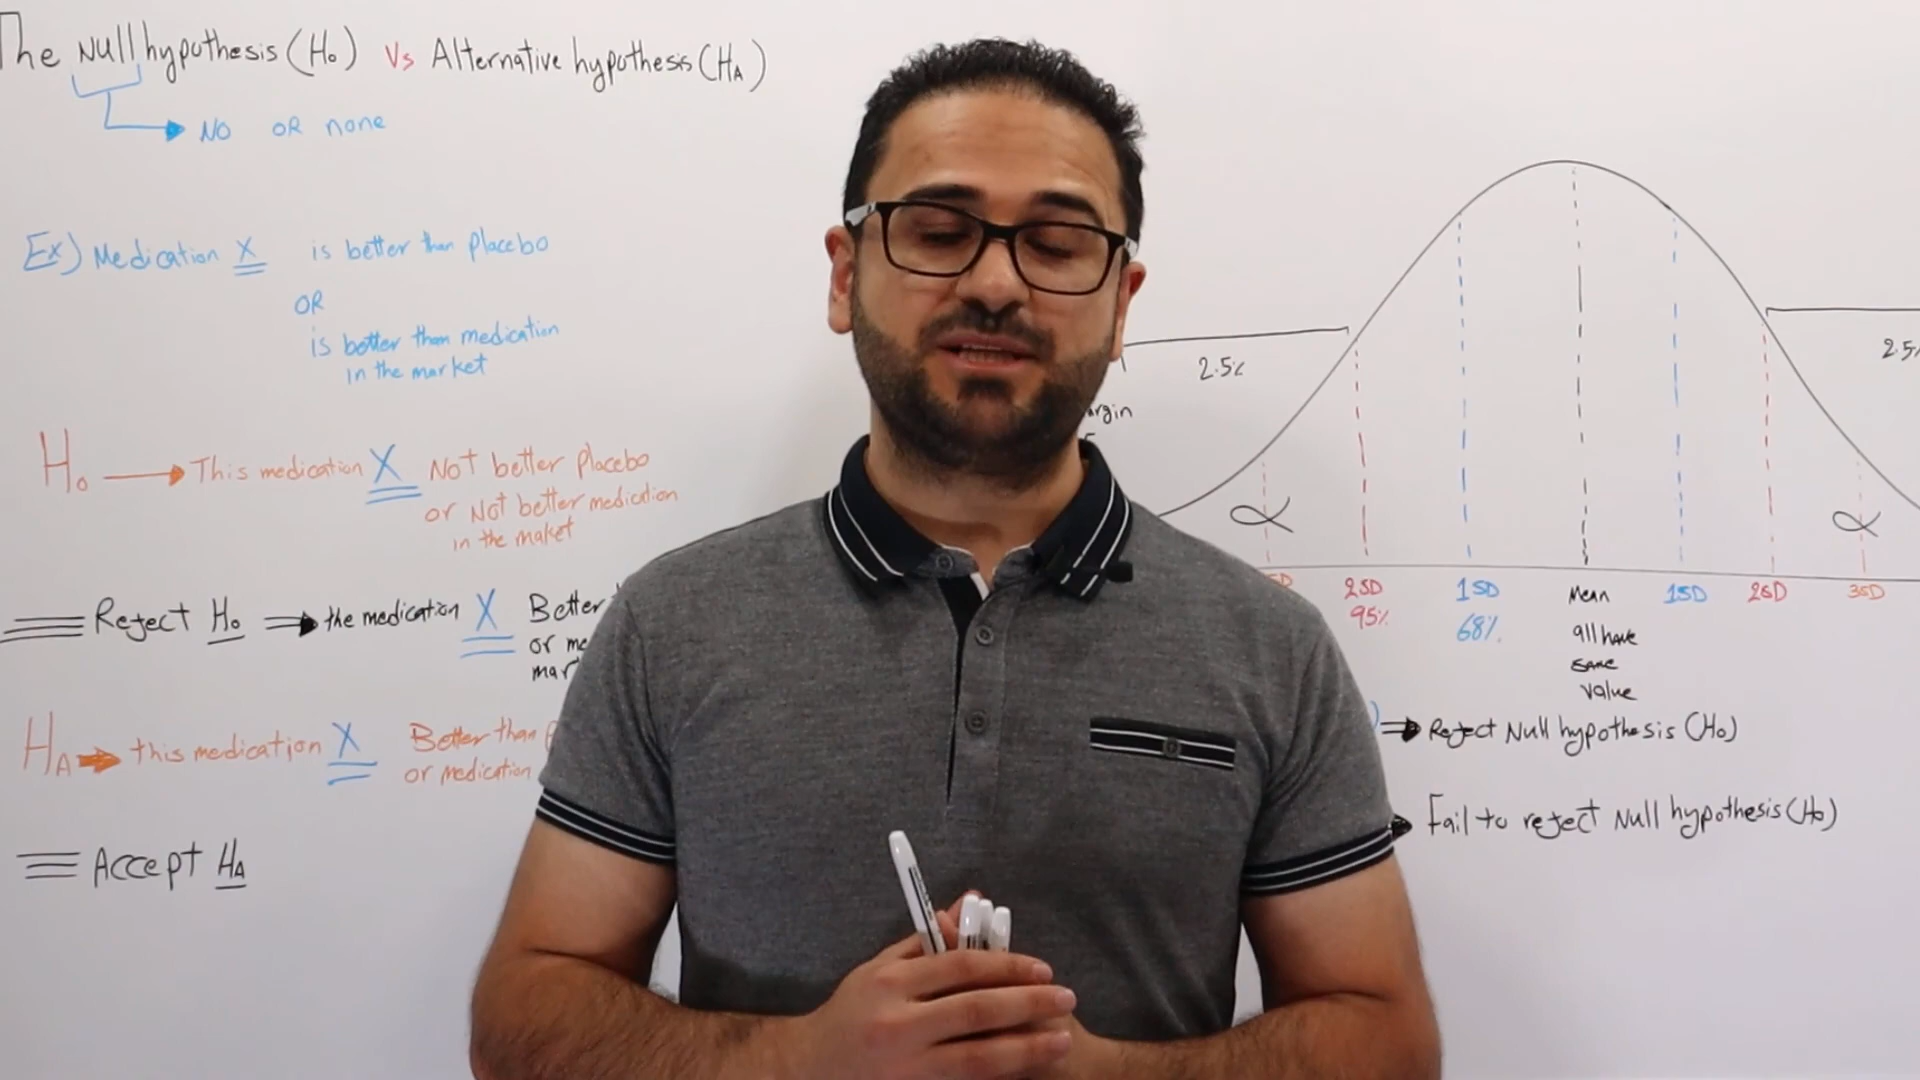 The Null hypothesis (H₀) Vs Alternative hypothesis (HA)
NO OR none
Ex) Medication X is better than Placebo
OR
is better than medication
in the market
H₀ This medication X Not better Placebo
or Not better medication
in the market
Reject H₀ the medication X Better
or
HA this medication X Better than
or medication
Accept HA
2.5%
2.5
α
α
2SD
1SD
Mean
1SD
2SD
3SD
95%
68%
all have
same
value
Reject Null hypothesis (H₀)
Fail to reject Null hypothesis (H₀)